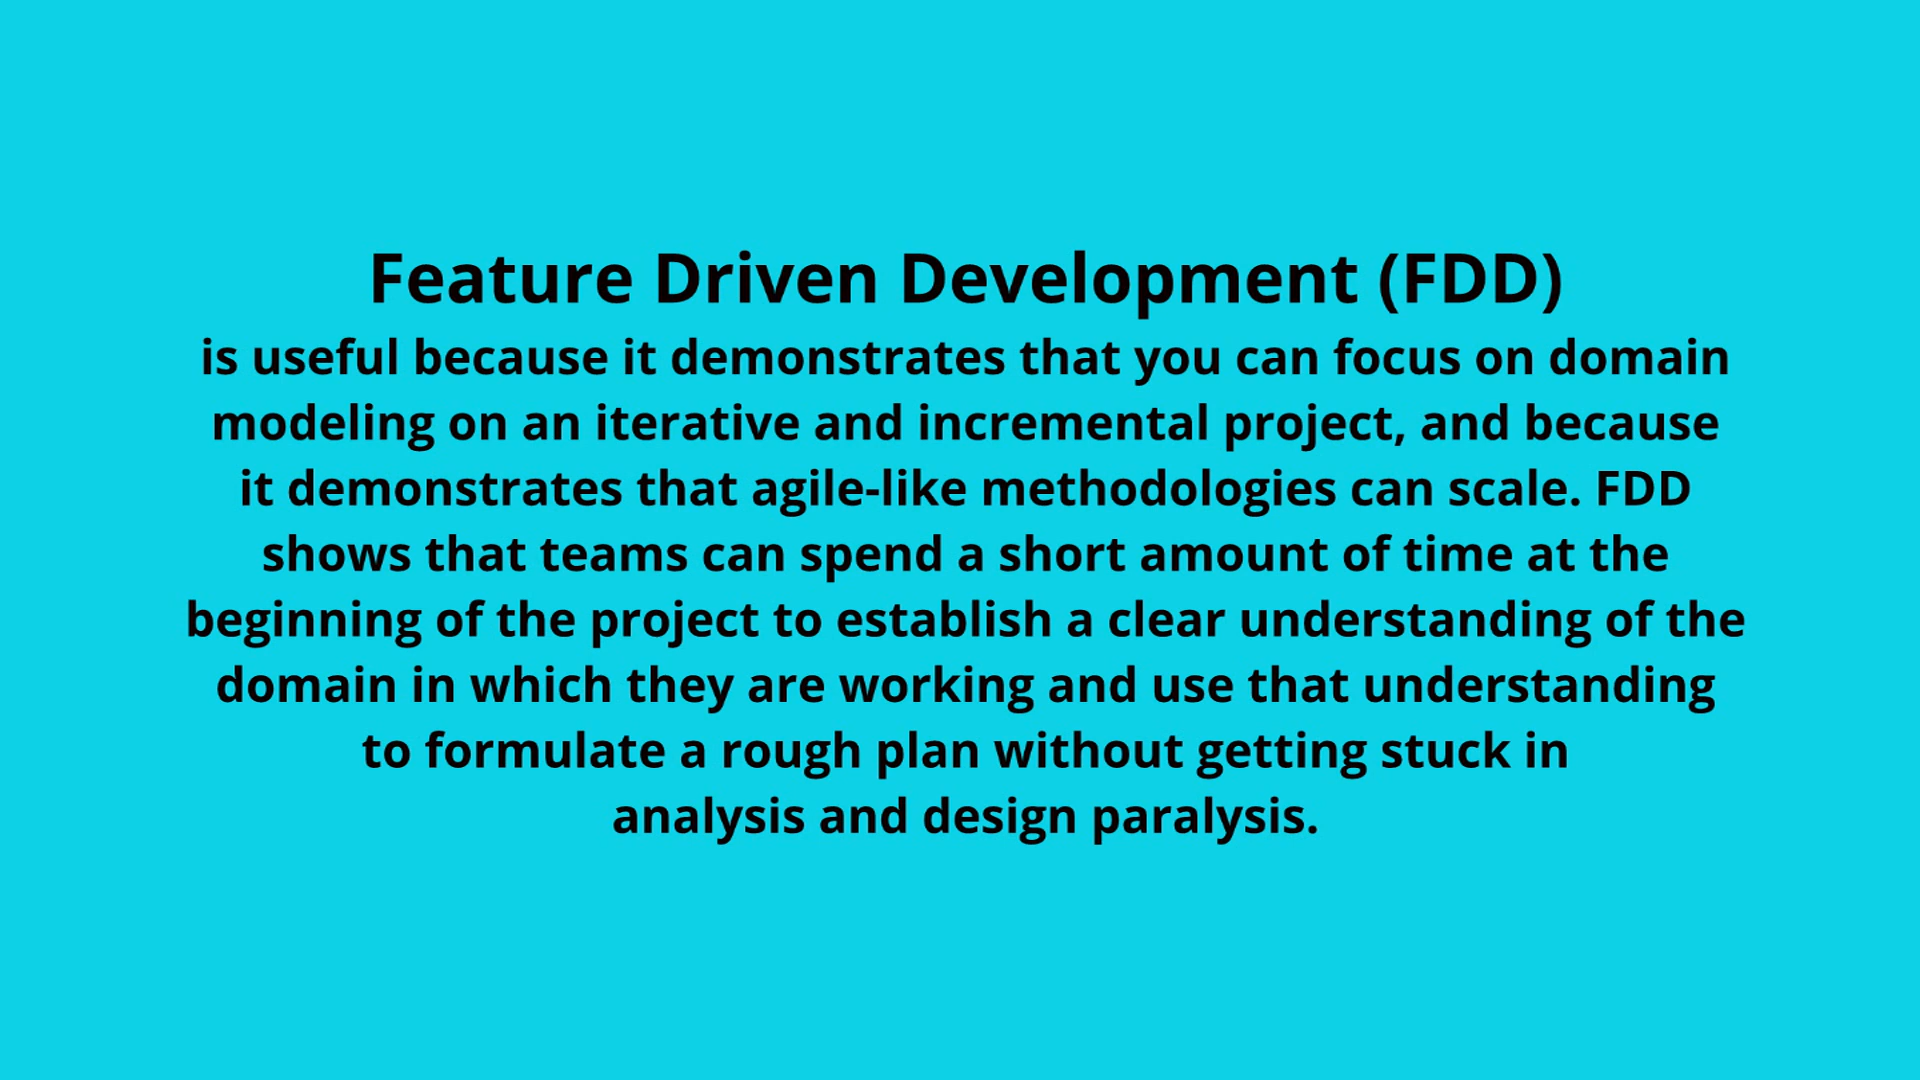 Feature Driven Development (FDD)
is useful because it demonstrates that you can focus on domain
modeling on an iterative and incremental project, and because
it demonstrates that agile-like methodologies can scale. FDD
shows that teams can spend a short amount of time at the
beginning of the project to establish a clear understanding of the
domain in which they are working and use that understanding
to formulate a rough plan without getting stuck in
analysis and design paralysis.